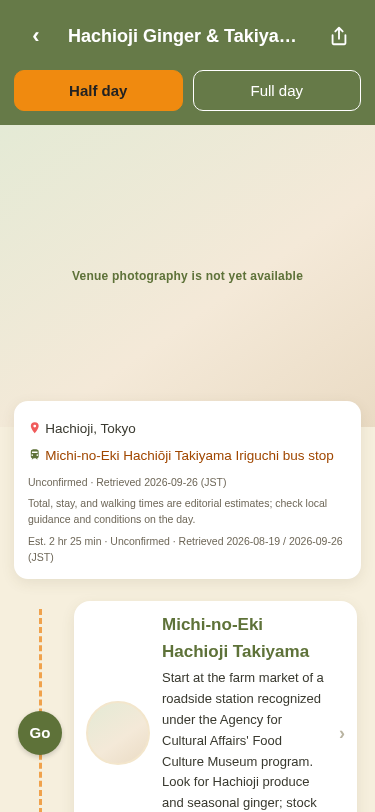 Hachioji Ginger & Takiya…
Half day
Full day
Venue photography is not yet available
Hachioji, Tokyo
Michi-no-Eki Hachiōji Takiyama Iriguchi bus stop
Unconfirmed · Retrieved 2026-09-26 (JST)
Total, stay, and walking times are editorial estimates; check local
guidance and conditions on the day.
Est. 2 hr 25 min · Unconfirmed · Retrieved 2026-08-19 / 2026-09-26
(JST)
Go
Michi-no-Eki
Hachioji Takiyama
Start at the farm market of a
roadside station recognized
under the Agency for
Cultural Affairs' Food
Culture Museum program.
Look for Hachioji produce
and seasonal ginger; stock